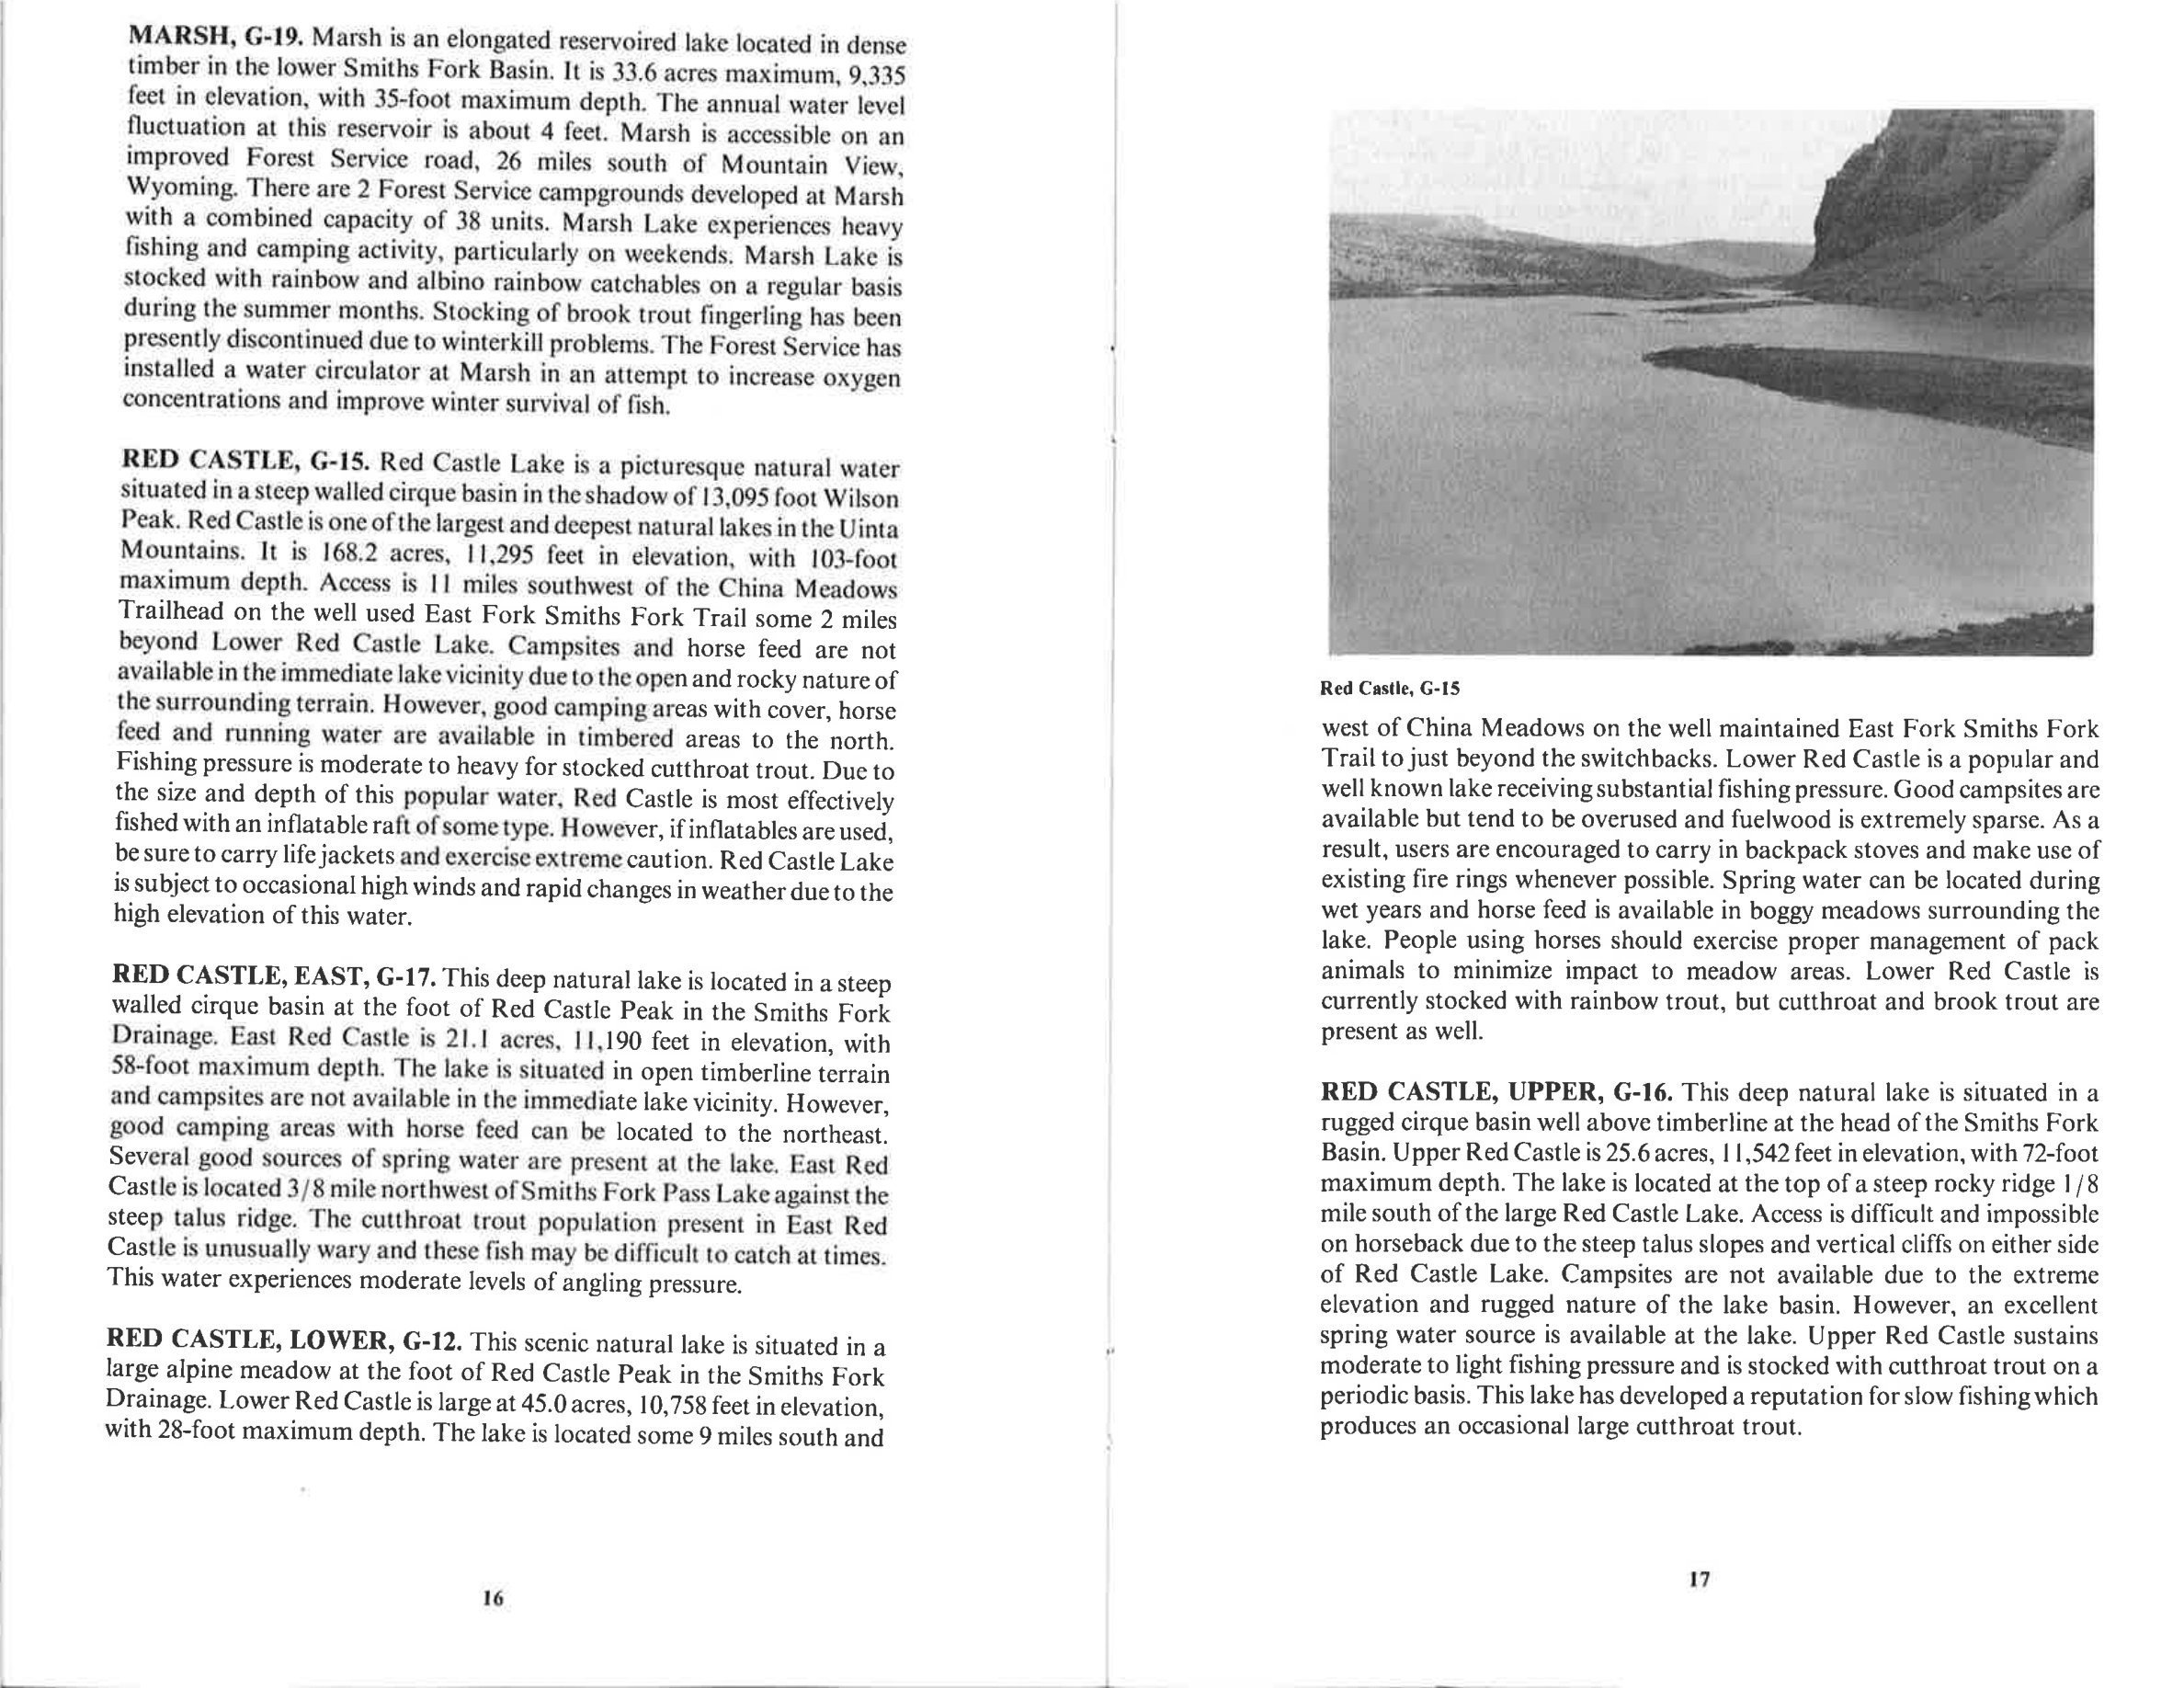 MARSH, G-19. Marsh is an elongated reservoired lake located in dense
timber in the lower Smiths Fork Basin. It is 33.6 acres maximum, 9,335
feet in elevation, with 35-foot maximum depth. The annual water level
fluctuation at this reservoir is about 4 feet. Marsh is accessible on an
improved Forest Service road, 26 miles south of Mountain View,
Wyoming. There are 2 Forest Service campgrounds developed at Marsh
with a combined capacity of 38 units. Marsh Lake experiences heavy
fishing and camping activity, particularly on weekends. Marsh Lake is
stocked with rainbow and albino rainbow catchables on a regular basis
during the summer months. Stocking of brook trout fingerling has been
presently discontinued due to winterkill problems. The Forest Service has
installed a water circulator at Marsh in an attempt to increase oxygen
concentrations and improve winter survival of fish.
RED CASTLE, G-15. Red Castle Lake is a picturesque natural water
situated in a steep walled cirque basin in the shadow of 13,095 foot Wilson
Peak. Red Castle is one of the largest and deepest natural lakes in the Uinta
Mountains. It is 168.2 acres, 11,295 feet in elevation, with 103-foot
maximum depth. Access is 11 miles southwest of the China Meadows
Trailhead on the well used East Fork Smiths Fork Trail some 2 miles
beyond Lower Red Castle Lake. Campsites and horse feed are not
available in the immediate lake vicinity due to the open and rocky nature of
the surrounding terrain. However, good camping areas with cover, horse
feed and running water are available in timbered areas to the north.
Fishing pressure is moderate to heavy for stocked cutthroat trout. Due to
the size and depth of this popular water, Red Castle is most effectively
fished with an inflatable raft of some type. However, if inflatables are used,
be sure to carry life jackets and exercise extreme caution. Red Castle Lake
is subject to occasional high winds and rapid changes in weather due to the
high elevation of this water.
RED CASTLE, EAST, G-17. This deep natural lake is located in a steep
walled cirque basin at the foot of Red Castle Peak in the Smiths Fork
Drainage. East Red Castle is 21.1 acres, 11,190 feet in elevation, with
58-foot maximum depth. The lake is situated in open timberline terrain
and campsites are not available in the immediate lake vicinity. However,
good camping areas with horse feed can be located to the northeast.
Several good sources of spring water are present at the lake. East Red
Castle is located 3/8 mile northwest of Smiths Fork Pass Lake against the
steep talus ridge. The cutthroat trout population present in East Red
Castle is unusually wary and these fish may be difficult to catch at times.
This water experiences moderate levels of angling pressure.
RED CASTLE, LOWER, G-12. This scenic natural lake is situated in a
large alpine meadow at the foot of Red Castle Peak in the Smiths Fork
Drainage. Lower Red Castle is large at 45.0 acres, 10,758 feet in elevation,
with 28-foot maximum depth. The lake is located some 9 miles south and
16
Red Castle, G-15
west of China Meadows on the well maintained East Fork Smiths Fork
Trail to just beyond the switchbacks. Lower Red Castle is a popular and
well known lake receiving substantial fishing pressure. Good campsites are
available but tend to be overused and fuelwood is extremely sparse. As a
result, users are encouraged to carry in backpack stoves and make use of
existing fire rings whenever possible. Spring water can be located during
wet years and horse feed is available in boggy meadows surrounding the
lake. People using horses should exercise proper management of pack
animals to minimize impact to meadow areas. Lower Red Castle is
currently stocked with rainbow trout, but cutthroat and brook trout are
present as well.
RED CASTLE, UPPER, G-16. This deep natural lake is situated in a
rugged cirque basin well above timberline at the head of the Smiths Fork
Basin. Upper Red Castle is 25.6 acres, 11,542 feet in elevation, with 72-foot
maximum depth. The lake is located at the top of a steep rocky ridge 1/8
mile south of the large Red Castle Lake. Access is difficult and impossible
on horseback due to the steep talus slopes and vertical cliffs on either side
of Red Castle Lake. Campsites are not available due to the extreme
elevation and rugged nature of the lake basin. However, an excellent
spring water source is available at the lake. Upper Red Castle sustains
moderate to light fishing pressure and is stocked with cutthroat trout on a
periodic basis. This lake has developed a reputation for slow fishing which
produces an occasional large cutthroat trout.
17